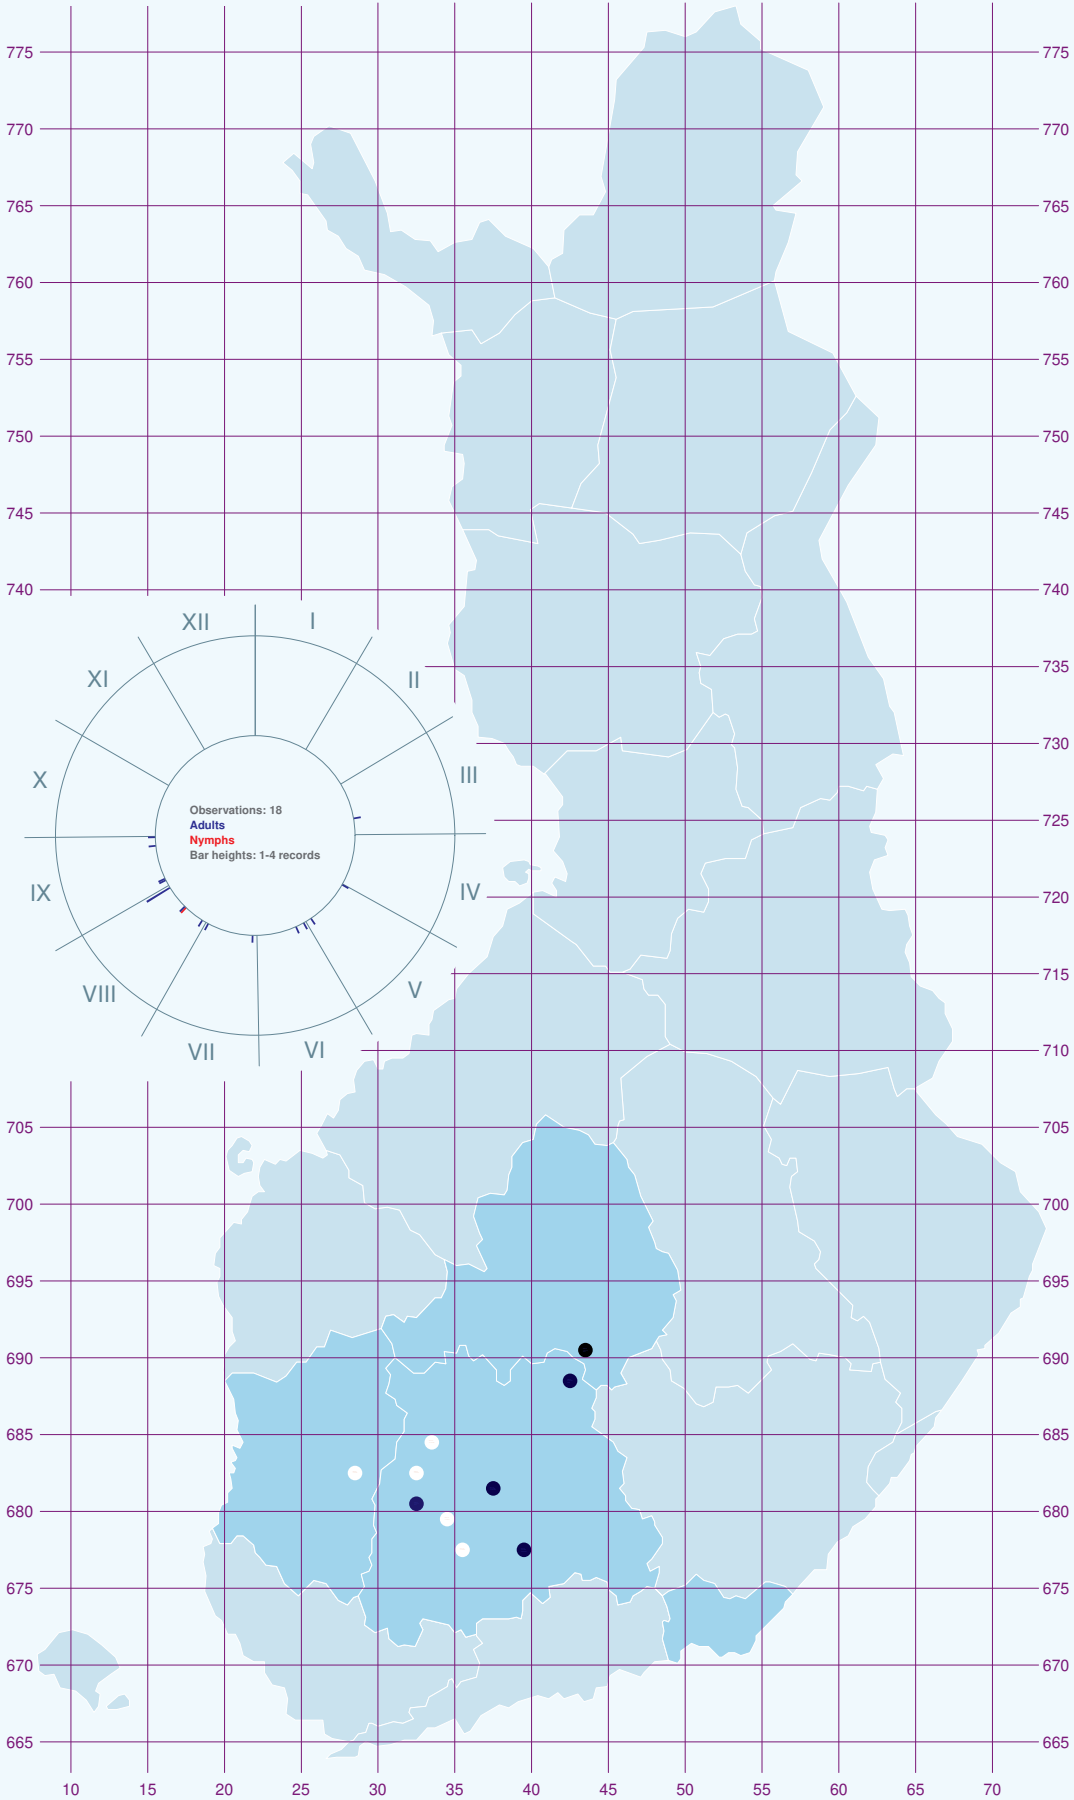 775 775
770 770
765 765
760 760
755 755
750 750
745 745
740 740
XII I
735
XI II
730
X III
725
Observations: 18
Adults
Nymphs
Bar heights: 1-4 records
IX IV
720
VIII V
715
VII VI
710
705 705
700 700
695 695
690 690
685 685
680 680
675 675
670 670
665 665
10 15 20 25 30 35 40 45 50 55 60 65 70